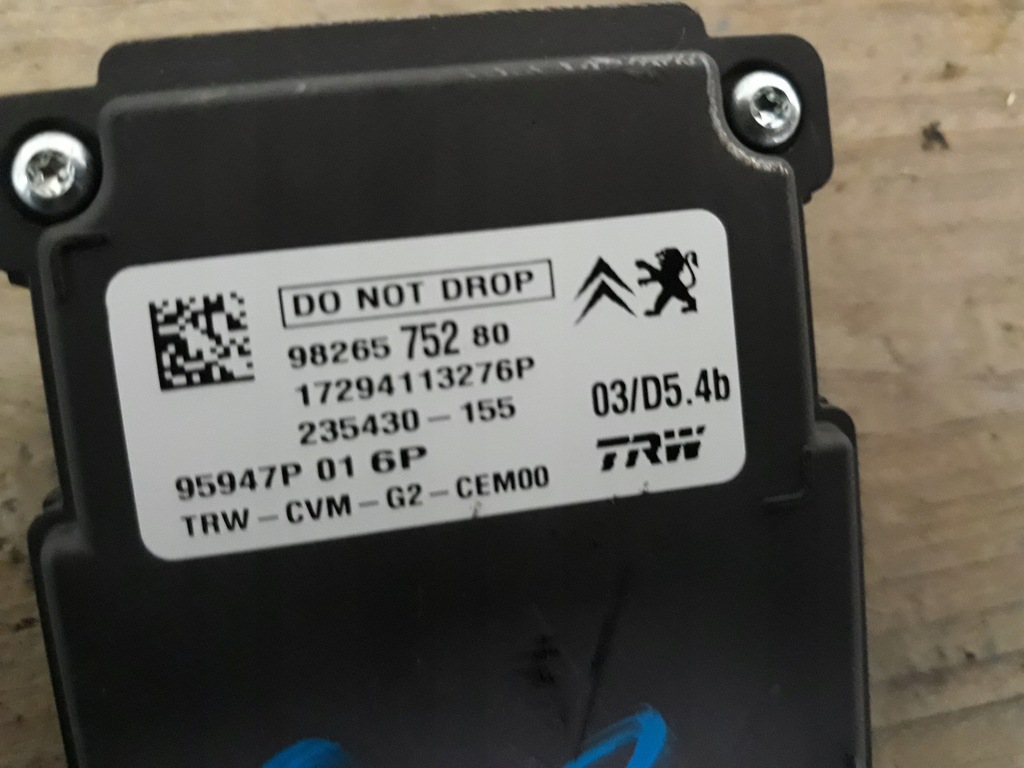 DO NOT DROP
98265 752 80
17294113276P
235430-155
03/D5.4b
95947P 01 6P
TRW
TRW-CVM-G2-CEM00